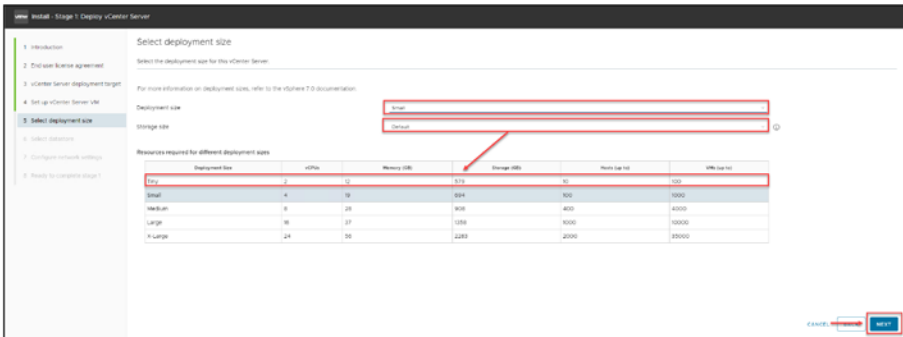 vmw Install - Stage 1: Deploy vCenter Server
1 Introduction
2 End user license agreement
3 vCenter Server deployment target
4 Set up vCenter Server VM
5 Select deployment size
6 Select datastore
7 Configure network settings
8 Ready to complete stage 1
Select deployment size
Select the deployment size for this vCenter Server.
For more information on deployment sizes, refer to the vSphere 7.0 documentation.
Deployment size Small
Storage size Default
Resources required for different deployment sizes
Deployment Size vCPUs Memory (GB) Storage (GB) Hosts (up to) VMs (up to)
Tiny 2 12 579 10 100
Small 4 19 694 100 1000
Medium 8 28 908 400 4000
Large 16 37 1358 1000 10000
X-Large 24 56 2283 2000 35000
CANCEL NEXT